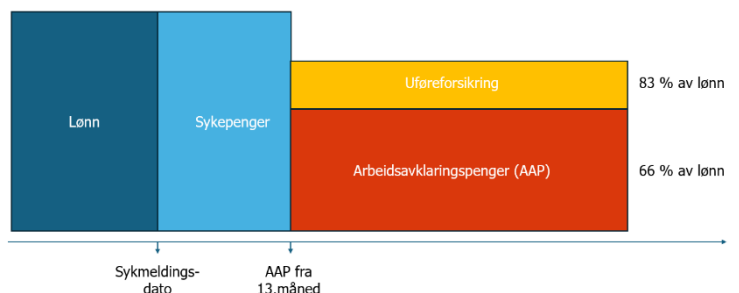 Uføreforsikring
83 % av lønn
Lønn
Sykepenger
Arbeidsavklaringspenger (AAP)
66 % av lønn
Sykmeldings-
dato
AAP fra
13.måned